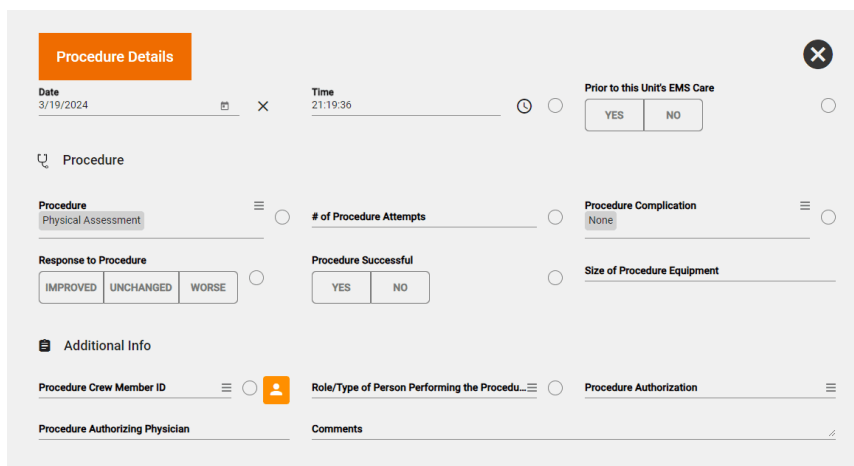 Procedure Details
Date
Time
Prior to this Unit's EMS Care
3/19/2024
21:19:36
YES NO
Procedure
Procedure
# of Procedure Attempts
Procedure Complication
Physical Assessment
None
Response to Procedure
Procedure Successful
Size of Procedure Equipment
IMPROVED UNCHANGED WORSE
YES NO
Additional Info
Procedure Crew Member ID
Role/Type of Person Performing the Procedu...
Procedure Authorization
Procedure Authorizing Physician
Comments